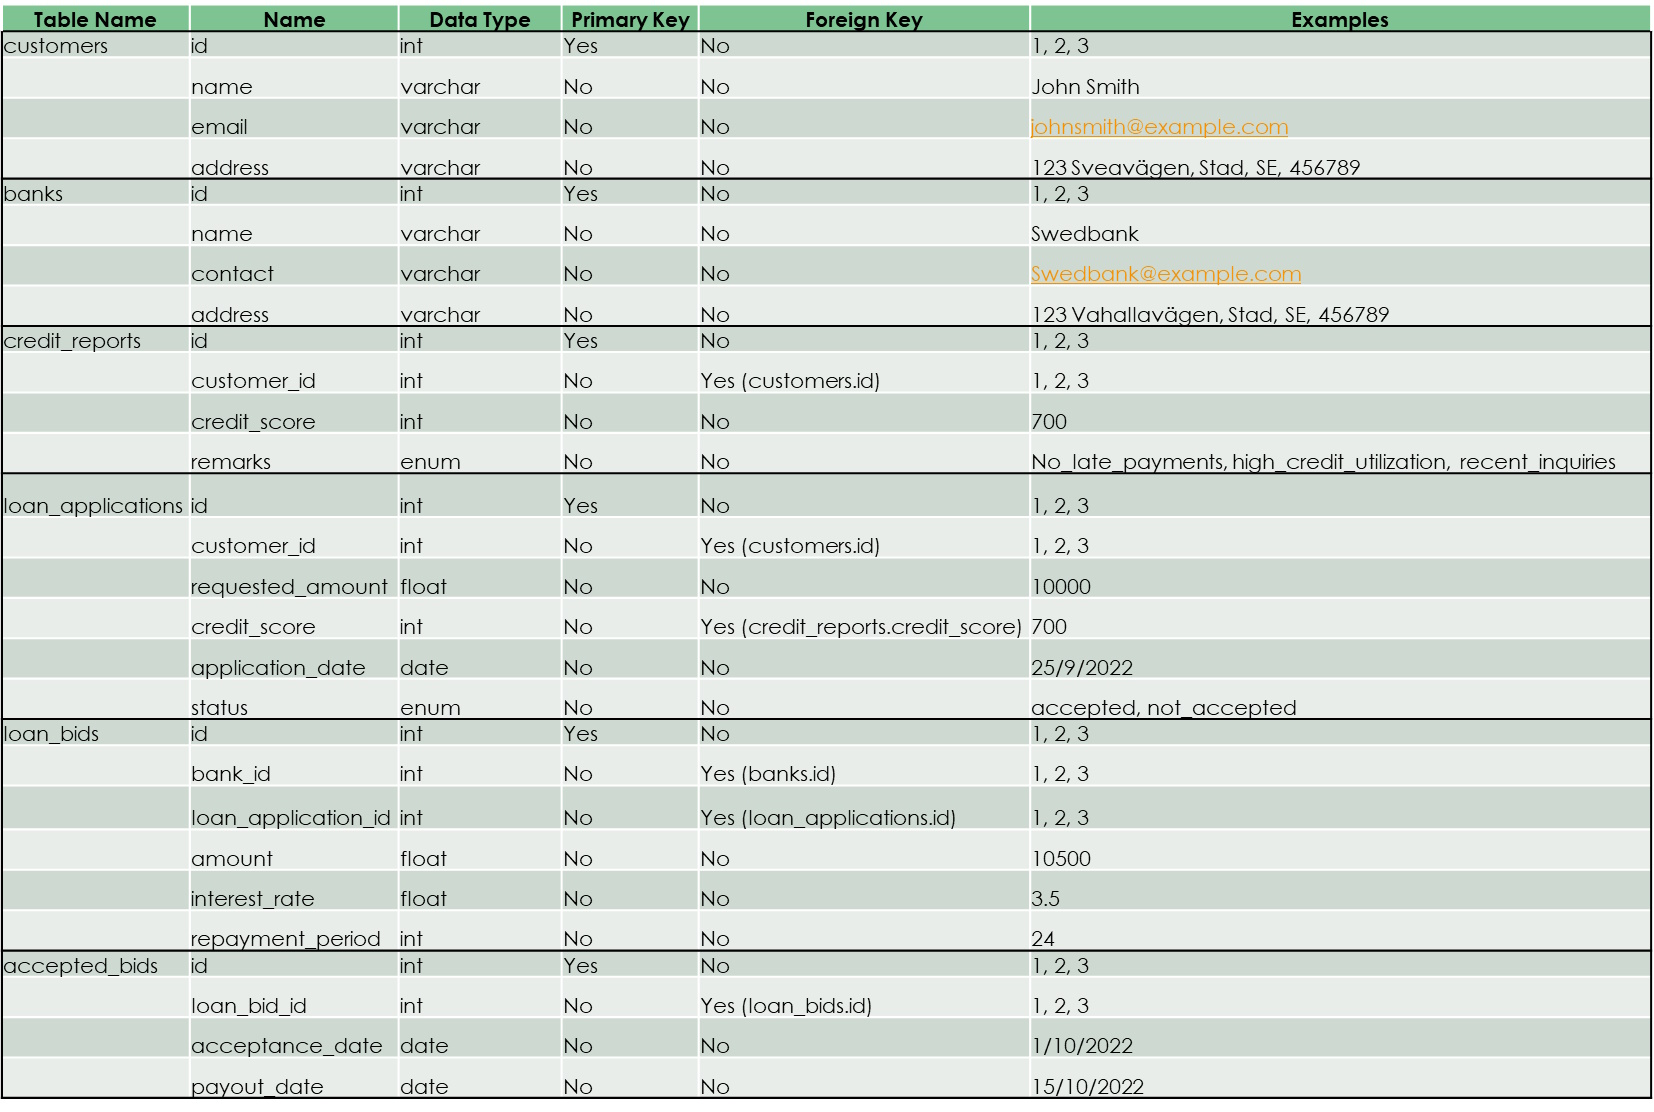 Table Name Name Data Type Primary Key Foreign Key Examples
customers id int Yes No 1, 2, 3
name varchar No No John Smith
email varchar No No johnsmith@example.com
address varchar No No 123 Sveavägen, Stad, SE, 456789
banks id int Yes No 1, 2, 3
name varchar No No Swedbank
contact varchar No No Swedbank@example.com
address varchar No No 123 Vahallavägen, Stad, SE, 456789
credit_reports id int Yes No 1, 2, 3
customer_id int No Yes (customers.id) 1, 2, 3
credit_score int No No 700
remarks enum No No No_late_payments, high_credit_utilization, recent_inquiries
loan_applications id int Yes No 1, 2, 3
customer_id int No Yes (customers.id) 1, 2, 3
requested_amount float No No 10000
credit_score int No Yes (credit_reports.credit_score) 700
application_date date No No 25/9/2022
status enum No No accepted, not_accepted
loan_bids id int Yes No 1, 2, 3
bank_id int No Yes (banks.id) 1, 2, 3
loan_application_id int No Yes (loan_applications.id) 1, 2, 3
amount float No No 10500
interest_rate float No No 3.5
repayment_period int No No 24
accepted_bids id int Yes No 1, 2, 3
loan_bid_id int No Yes (loan_bids.id) 1, 2, 3
acceptance_date date No No 1/10/2022
payout_date date No No 15/10/2022